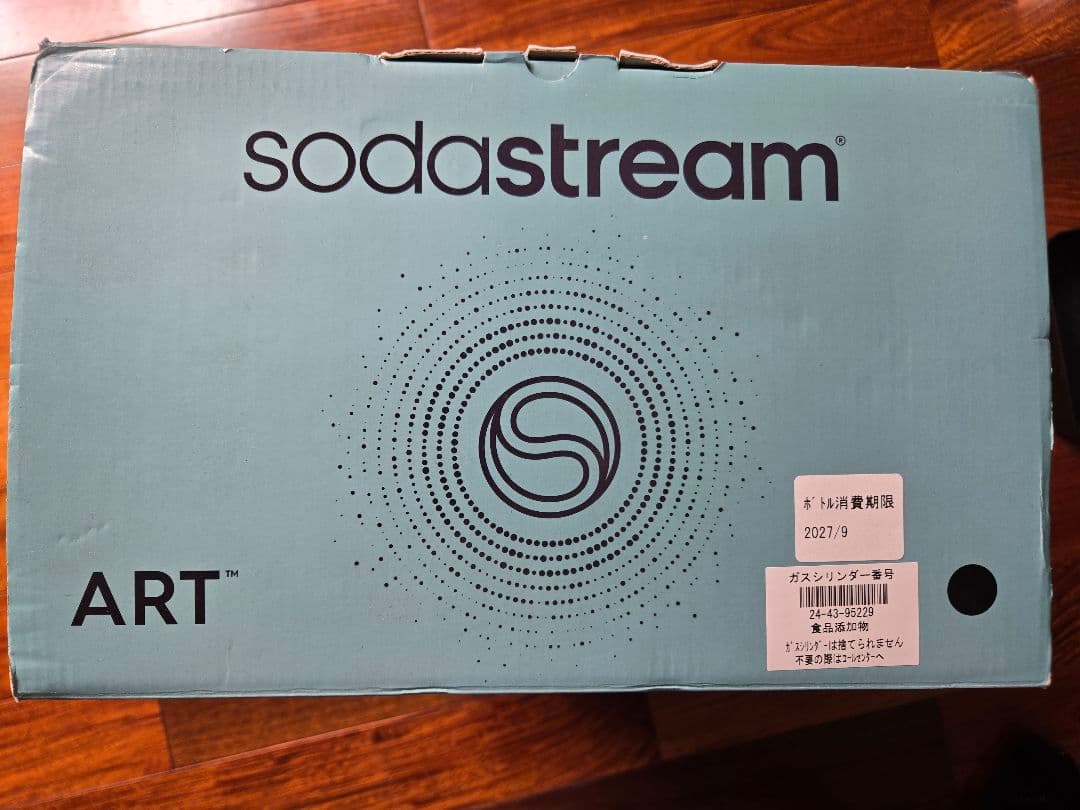 sodastream®
ART™
ﾎﾞﾄﾙ消費期限
2027/9
ガスシリンダー番号
24-43-95229
食品添加物
ｶﾞｽｼﾘﾝﾀﾞｰは捨てられません
不要の際はｺｰﾙｾﾝﾀｰへ